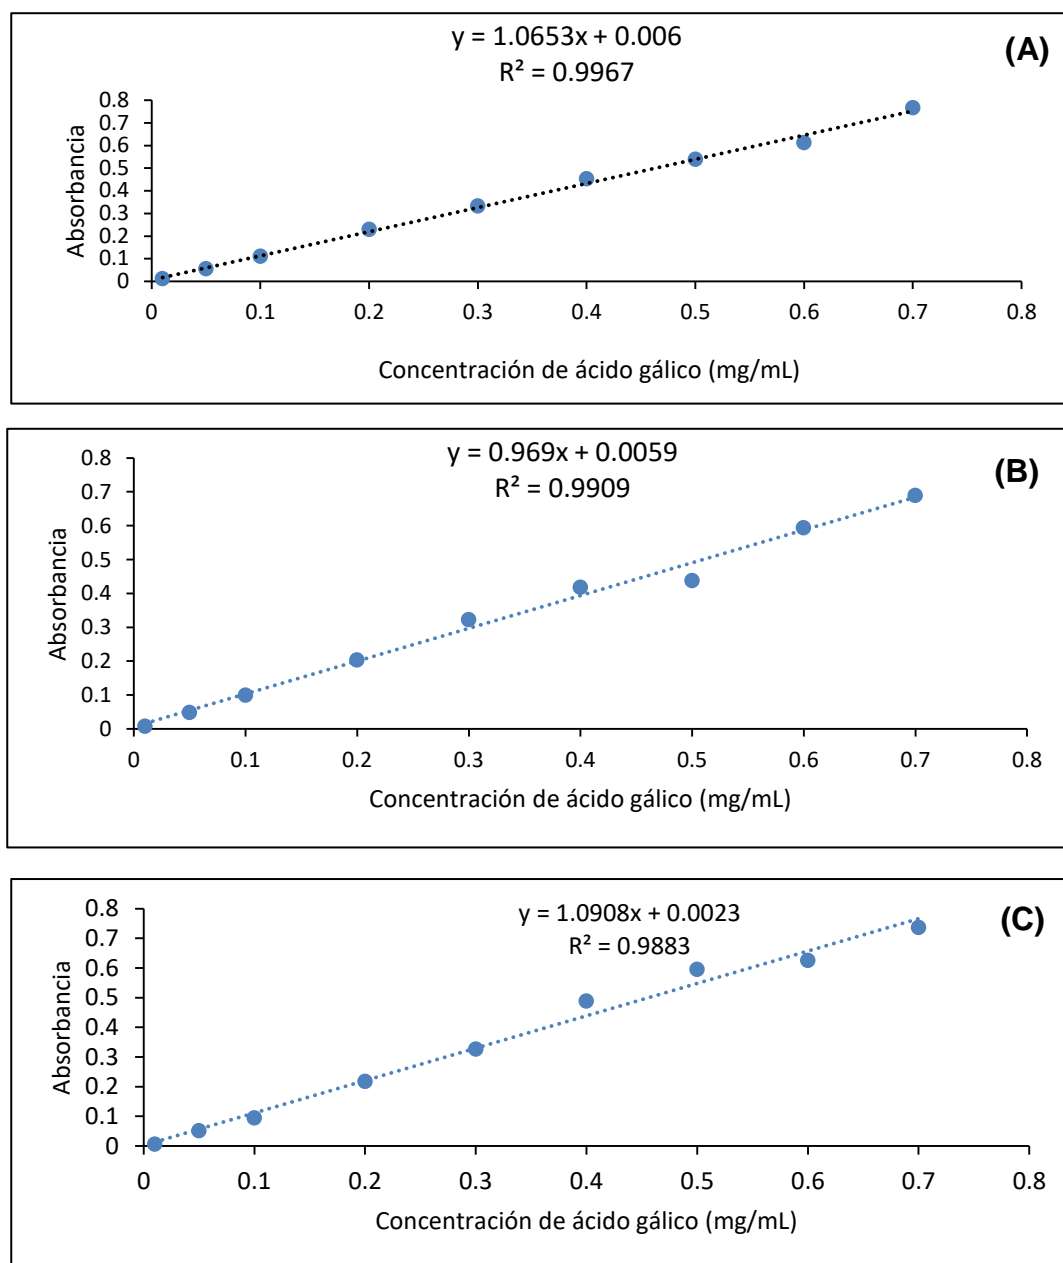 y = 1.0653x + 0.006
R² = 0.9967
(A)
Absorbancia
0.8
0.7
0.6
0.5
0.4
0.3
0.2
0.1
0
0 0.1 0.2 0.3 0.4 0.5 0.6 0.7 0.8
Concentración de ácido gálico (mg/mL)
y = 0.969x + 0.0059
R² = 0.9909
(B)
Absorbancia
0.8
0.7
0.6
0.5
0.4
0.3
0.2
0.1
0
0 0.1 0.2 0.3 0.4 0.5 0.6 0.7 0.8
Concentración de ácido gálico (mg/mL)
y = 1.0908x + 0.0023
R² = 0.9883
(C)
Absorbancia
0.8
0.7
0.6
0.5
0.4
0.3
0.2
0.1
0
0 0.1 0.2 0.3 0.4 0.5 0.6 0.7 0.8
Concentración de ácido gálico (mg/mL)